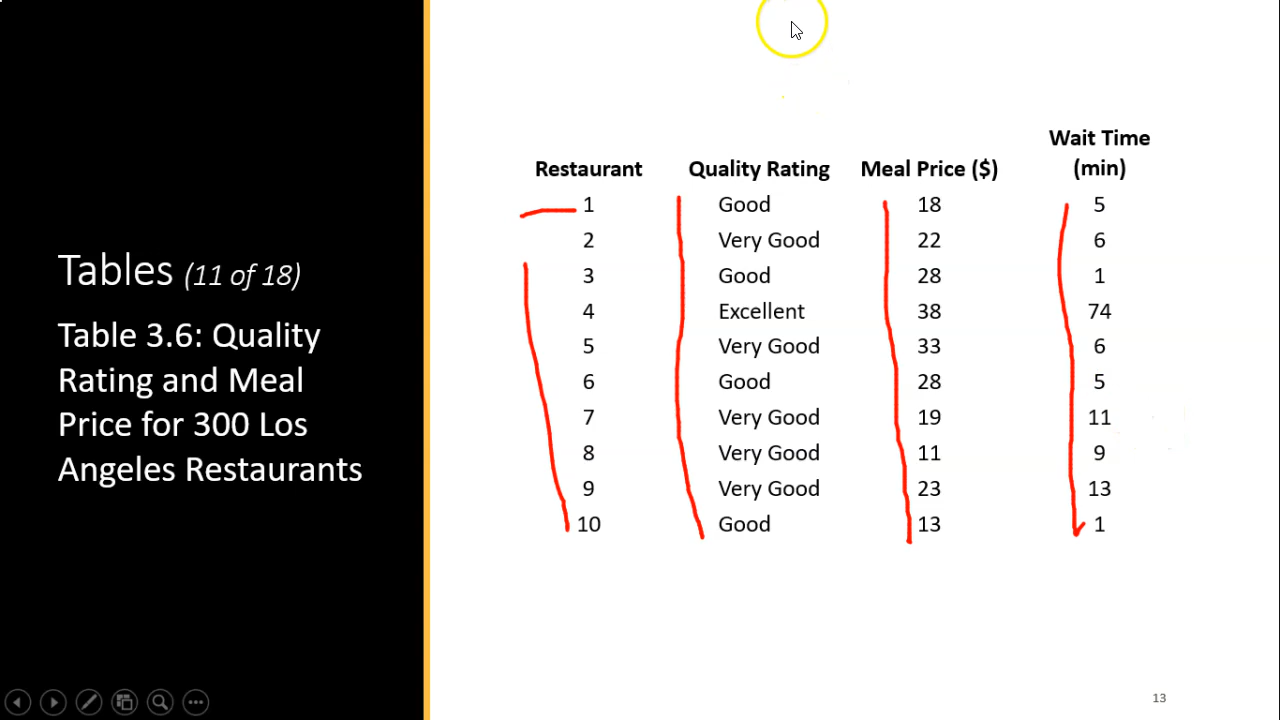 Tables (11 of 18)
Table 3.6: Quality
Rating and Meal
Price for 300 Los
Angeles Restaurants
Restaurant Quality Rating Meal Price ($) Wait Time (min)
1 Good 18 5
2 Very Good 22 6
3 Good 28 1
4 Excellent 38 74
5 Very Good 33 6
6 Good 28 5
7 Very Good 19 11
8 Very Good 11 9
9 Very Good 23 13
10 Good 13 1
13